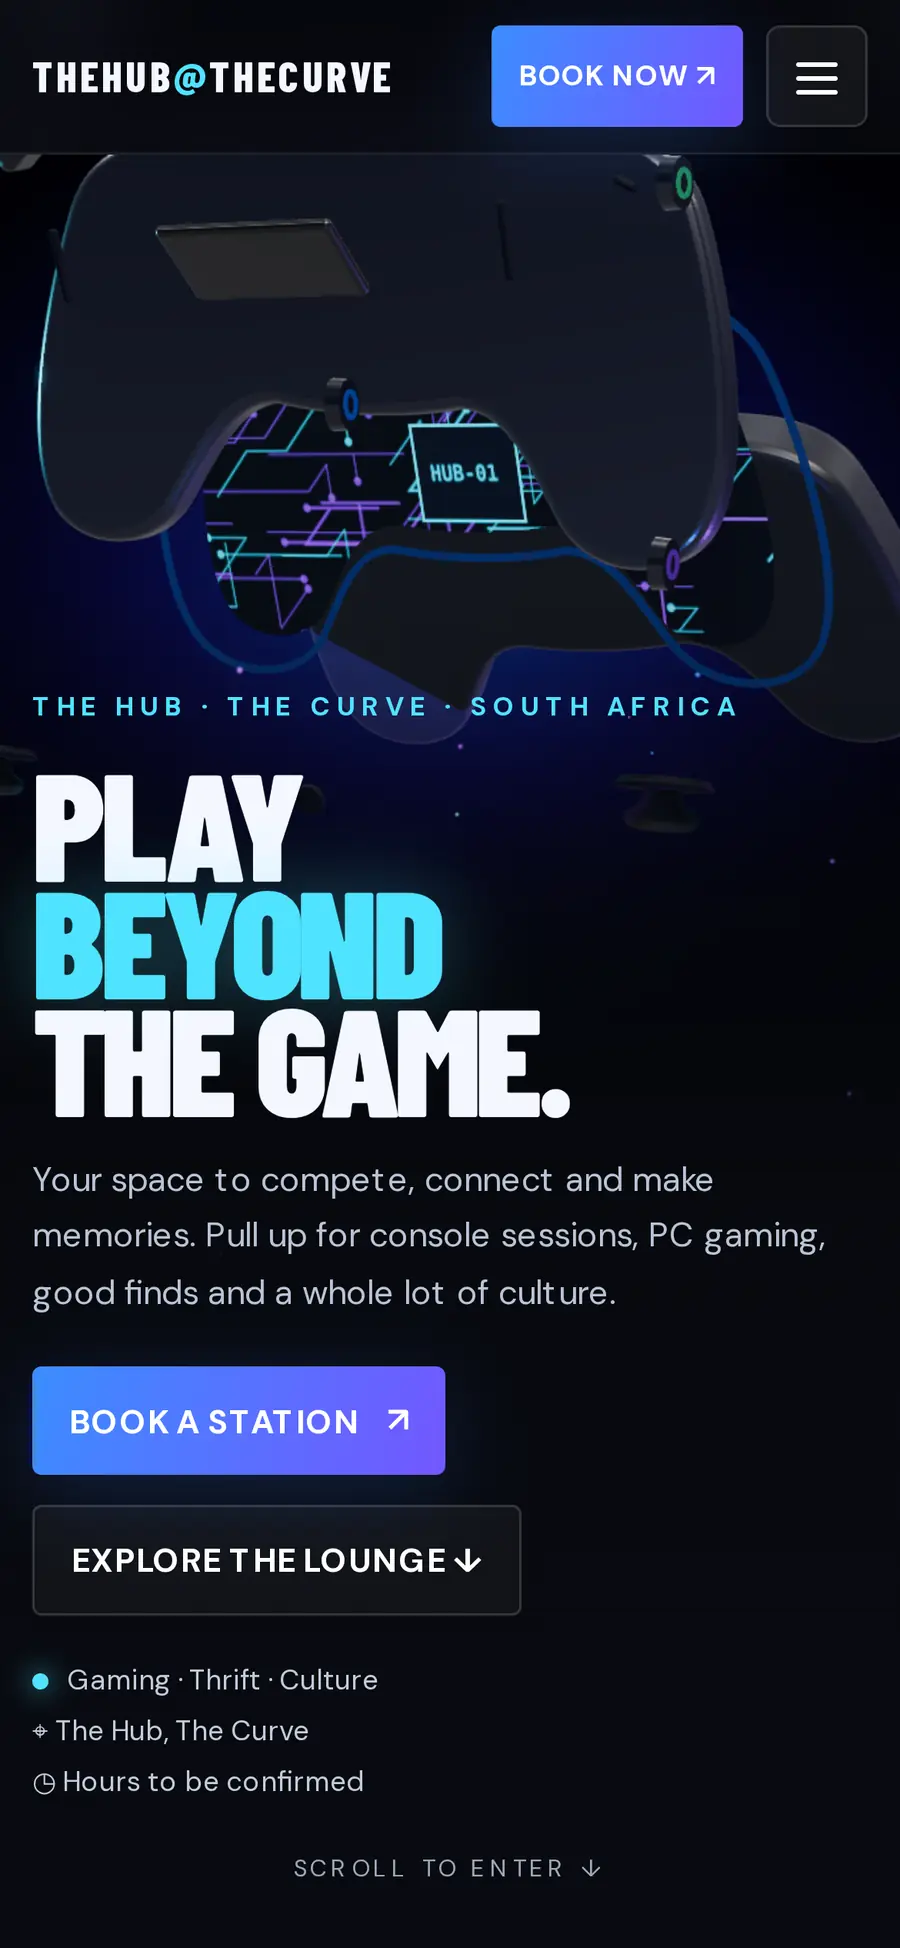 THEHUB@THECURVE
BOOK NOW ↗
HUB-01
THE HUB · THE CURVE · SOUTH AFRICA
PLAY
BEYOND
THE GAME.
Your space to compete, connect and make
memories. Pull up for console sessions, PC gaming,
good finds and a whole lot of culture.
BOOK A STATION ↗
EXPLORE THE LOUNGE ↓
Gaming · Thrift · Culture
⌖ The Hub, The Curve
◷ Hours to be confirmed
SCROLL TO ENTER ↓